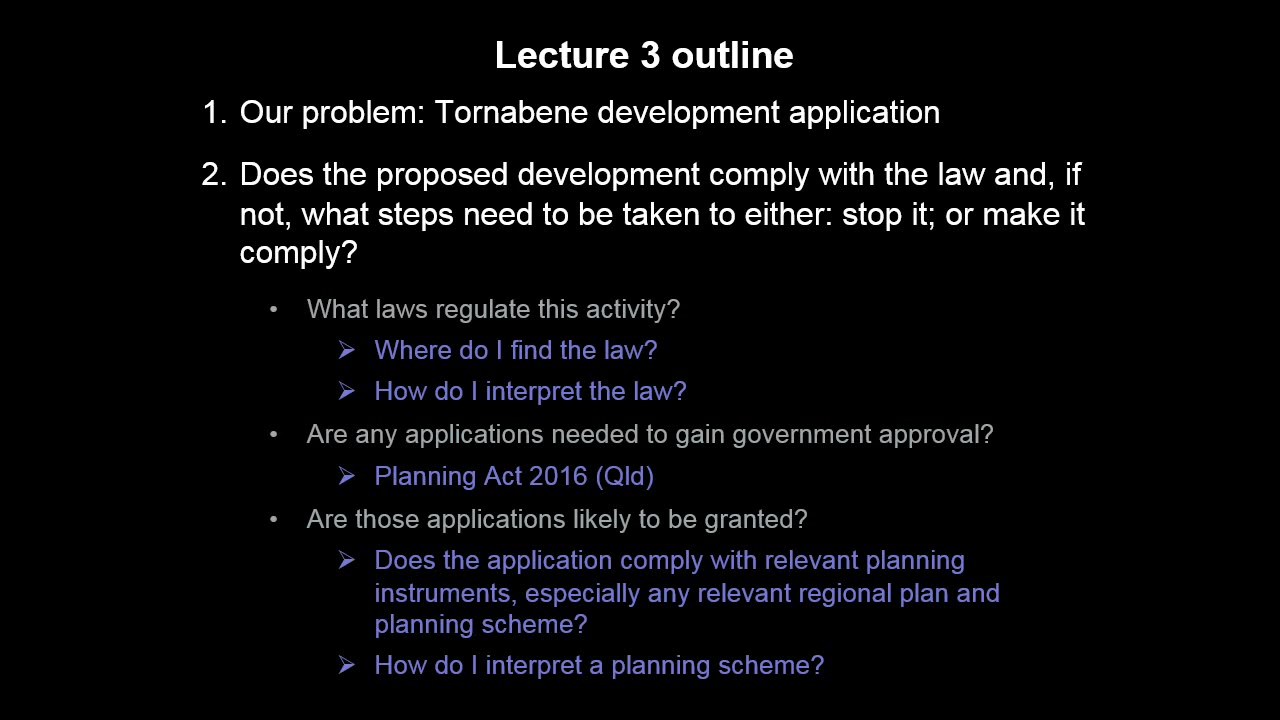 Lecture 3 outline
1. Our problem: Tornabene development application
2. Does the proposed development comply with the law and, if
not, what steps need to be taken to either: stop it; or make it
comply?
• What laws regulate this activity?
➢ Where do I find the law?
➢ How do I interpret the law?
• Are any applications needed to gain government approval?
➢ Planning Act 2016 (Qld)
• Are those applications likely to be granted?
➢ Does the application comply with relevant planning
instruments, especially any relevant regional plan and
planning scheme?
➢ How do I interpret a planning scheme?